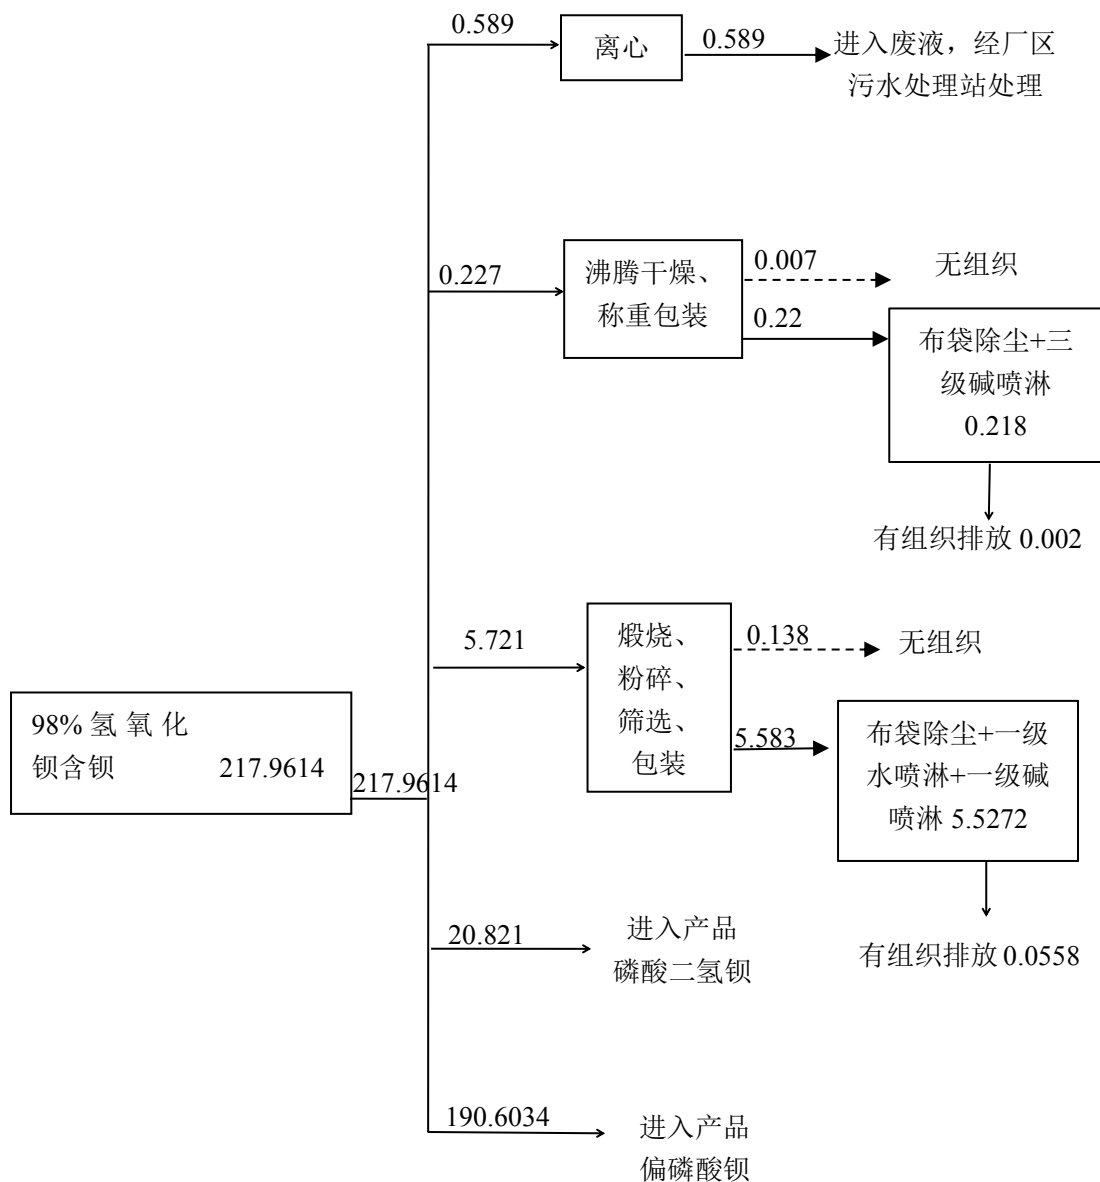 0.589
离心
0.589
进入废液，经厂区
污水处理站处理
0.227
沸腾干燥、
称重包装
0.007
无组织
0.22
布袋除尘+三
级碱喷淋
0.218
有组织排放 0.002
5.721
煅烧、
粉碎、
筛选、
包装
0.138
无组织
5.583
布袋除尘+一级
水喷淋+一级碱
喷淋 5.5272
有组织排放 0.0558
98% 氢 氧 化
钡含钡 217.9614
217.9614
20.821
进入产品
磷酸二氢钡
190.6034
进入产品
偏磷酸钡